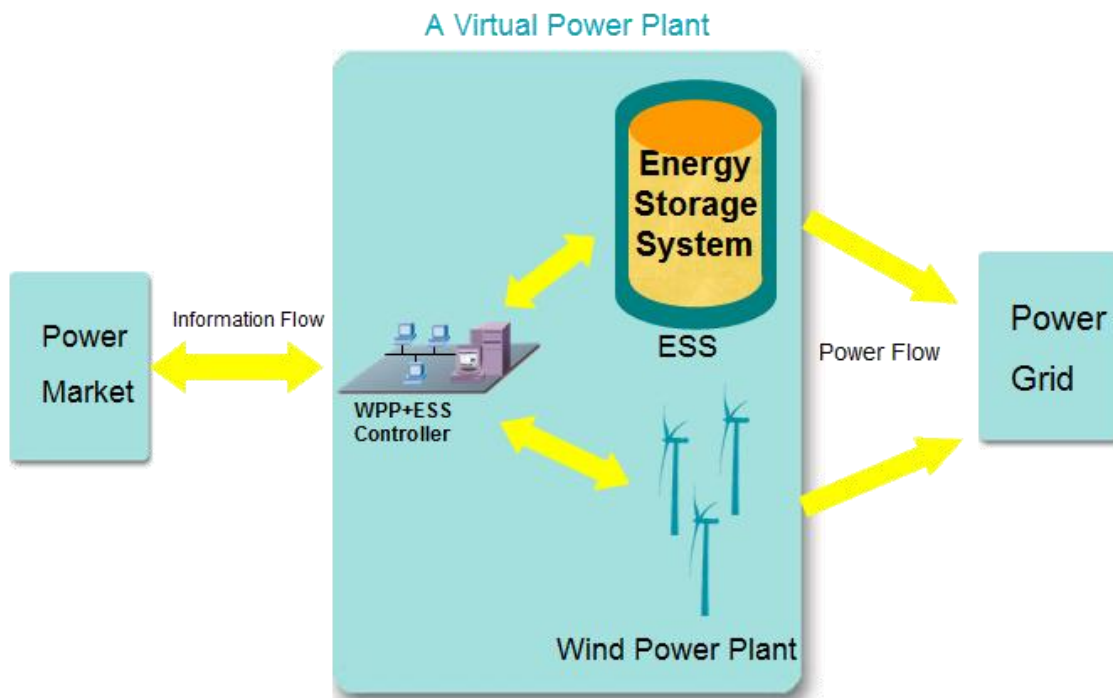 A Virtual Power Plant
Power
Market
Information Flow
WPP+ESS
Controller
Energy
Storage
System
ESS
Wind Power Plant
Power Flow
Power
Grid